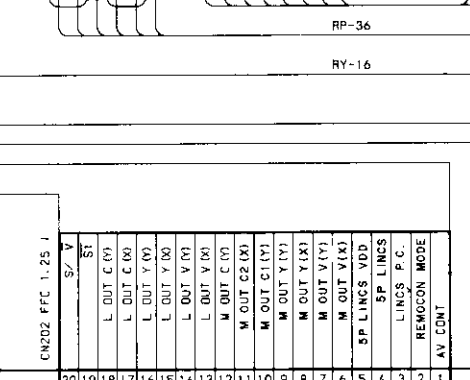 RP-36
RY-16
CN202 FFC 1.25
S/ V
S1
L OUT C (Y)
L OUT C (X)
L OUT Y (Y)
L OUT Y (X)
L OUT V (Y)
L OUT V (X)
M OUT C (Y)
M OUT C2 (X)
M OUT C1 (Y)
M OUT Y (Y)
M OUT Y (X)
M OUT V (Y)
M OUT V (X)
5P LINCS VDD
5P LINCS
LINCS P.C.
REMOCON MODE
AV CONT
20 19 18 17 16 15 14 13 12 11 10 9 8 7 6 5 4 3 2 1